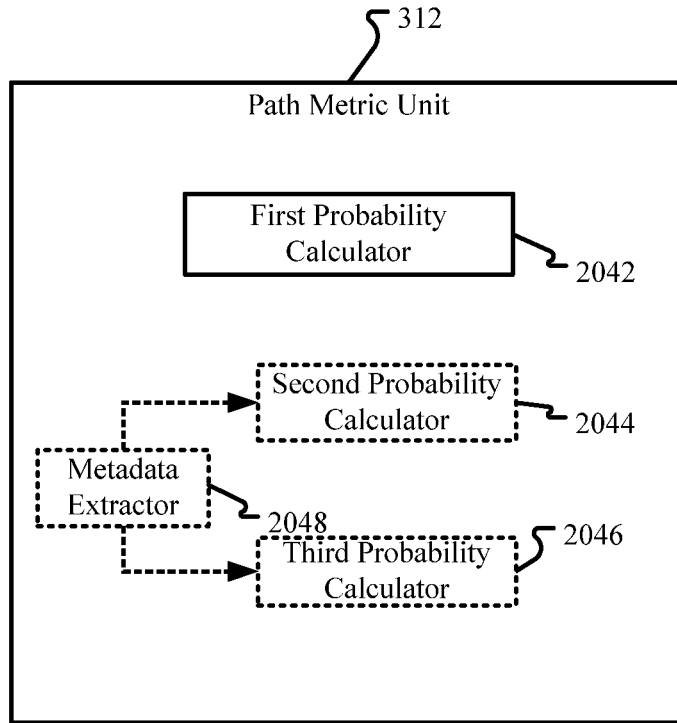 312
Path Metric Unit
First Probability
Calculator
2042
Second Probability
Calculator
2044
Metadata
Extractor
2048
2046
Third Probability
Calculator